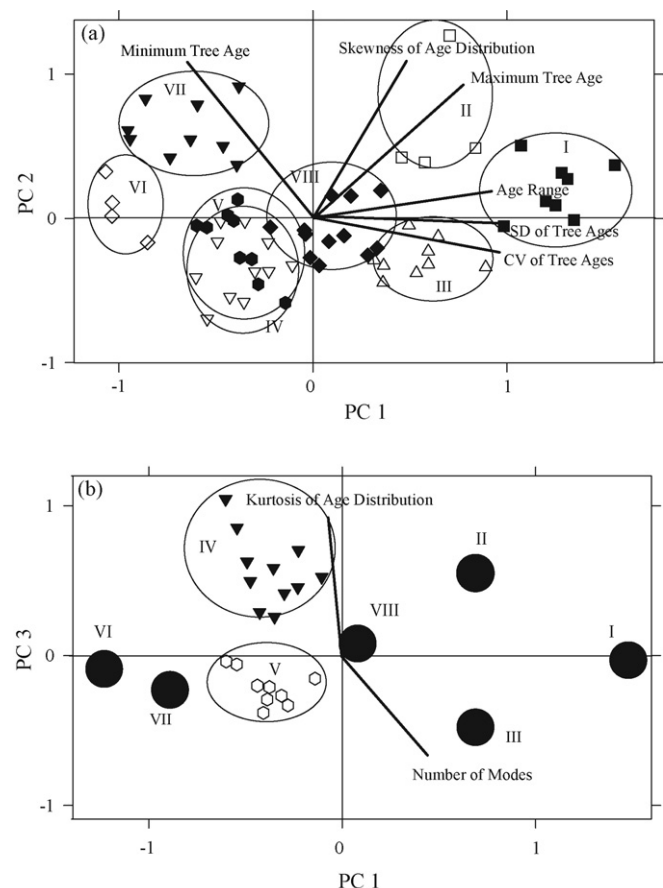 (a)
Minimum Tree Age
Skewness of Age Distribution
Maximum Tree Age
VII
II
I
VI
V
VIII
Age Range
SD of Tree Ages
CV of Tree Ages
III
IV
PC 2
1
0
-1
-1
0
1
PC 1
(b)
Kurtosis of Age Distribution
IV
II
VIII
VI
I
V
VII
III
Number of Modes
PC 3
1
0
-1
-1
0
1
PC 1